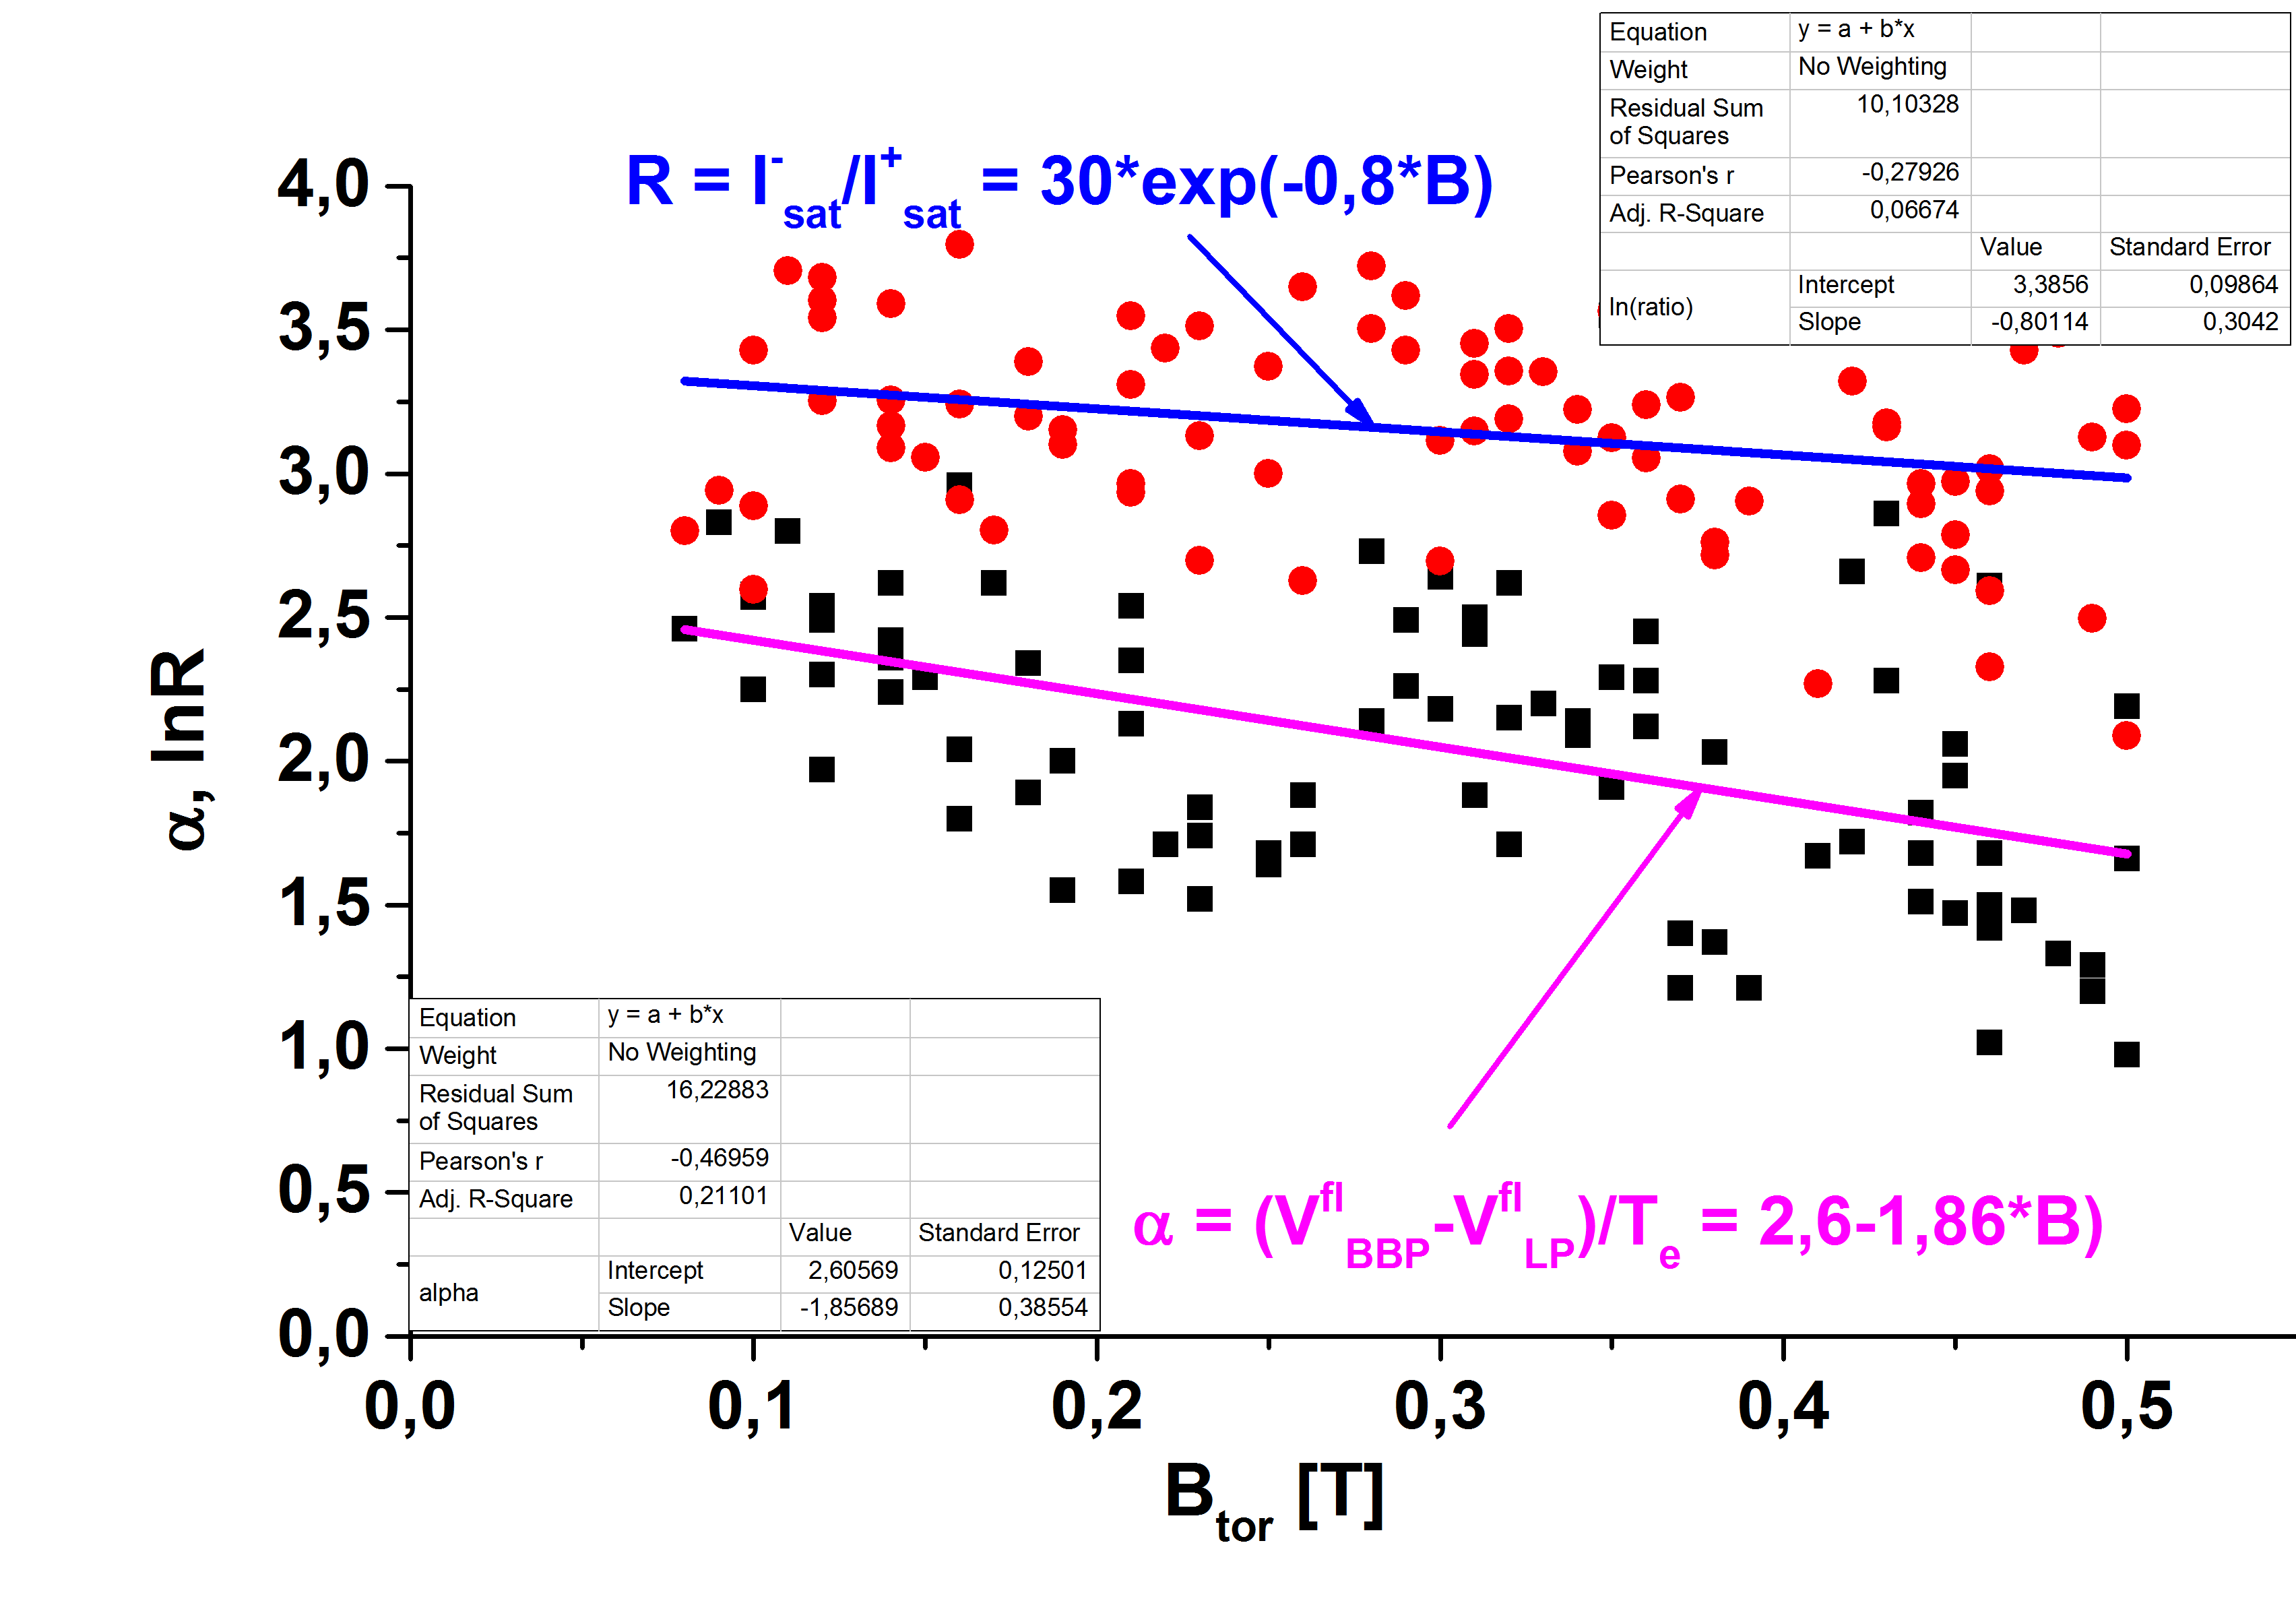 Equation y = a + b*x
Weight No Weighting
Residual Sum of Squares 10,10328
Pearson's r -0,27926
Adj. R-Square 0,06674
Value Standard Error
ln(ratio) Intercept 3,3856 0,09864
Slope -0,80114 0,3042
R = I⁻sat/I⁺sat = 30*exp(-0,8*B)
4,0
3,5
3,0
2,5
2,0
1,5
1,0
0,5
0,0
α, lnR
Equation y = a + b*x
Weight No Weighting
Residual Sum of Squares 16,22883
Pearson's r -0,46959
Adj. R-Square 0,21101
Value Standard Error
alpha Intercept 2,60569 0,12501
Slope -1,85689 0,38554
α = (V^fl_BBP-V^fl_LP)/T_e = 2,6-1,86*B)
0,0 0,1 0,2 0,3 0,4 0,5
B_tor [T]